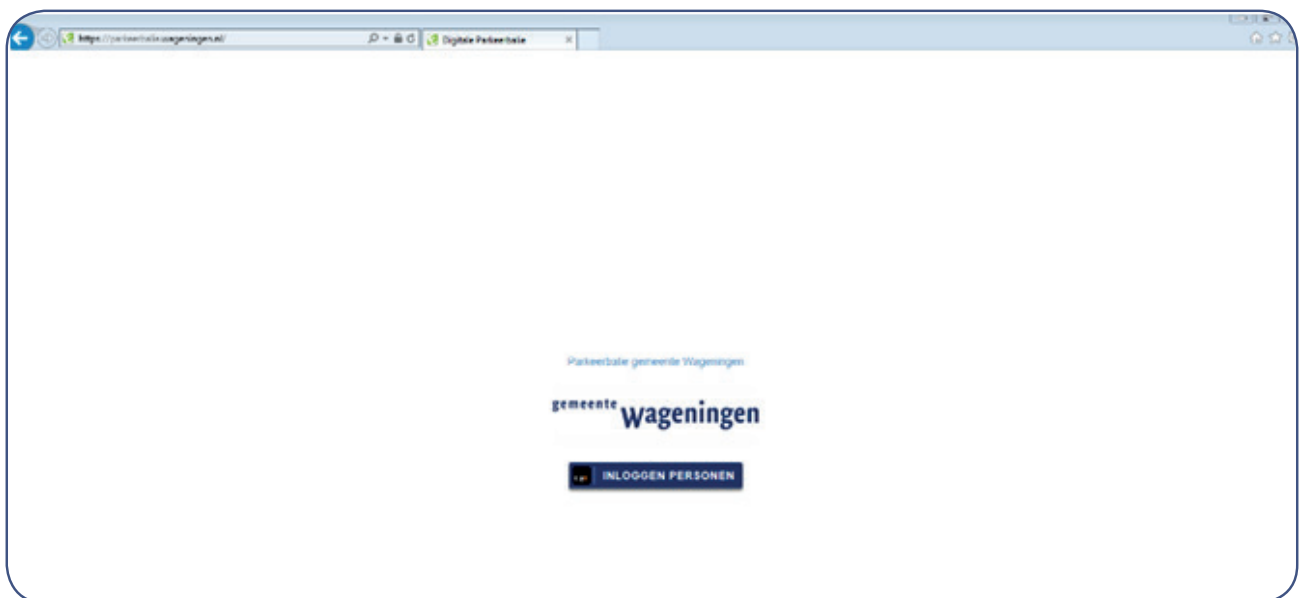 https://parkeerbalie.wageningen.nl/
Digitale Parkeerbalie
Parkeerbalie gemeente Wageningen
gemeente wageningen
INLOGGEN PERSONEN